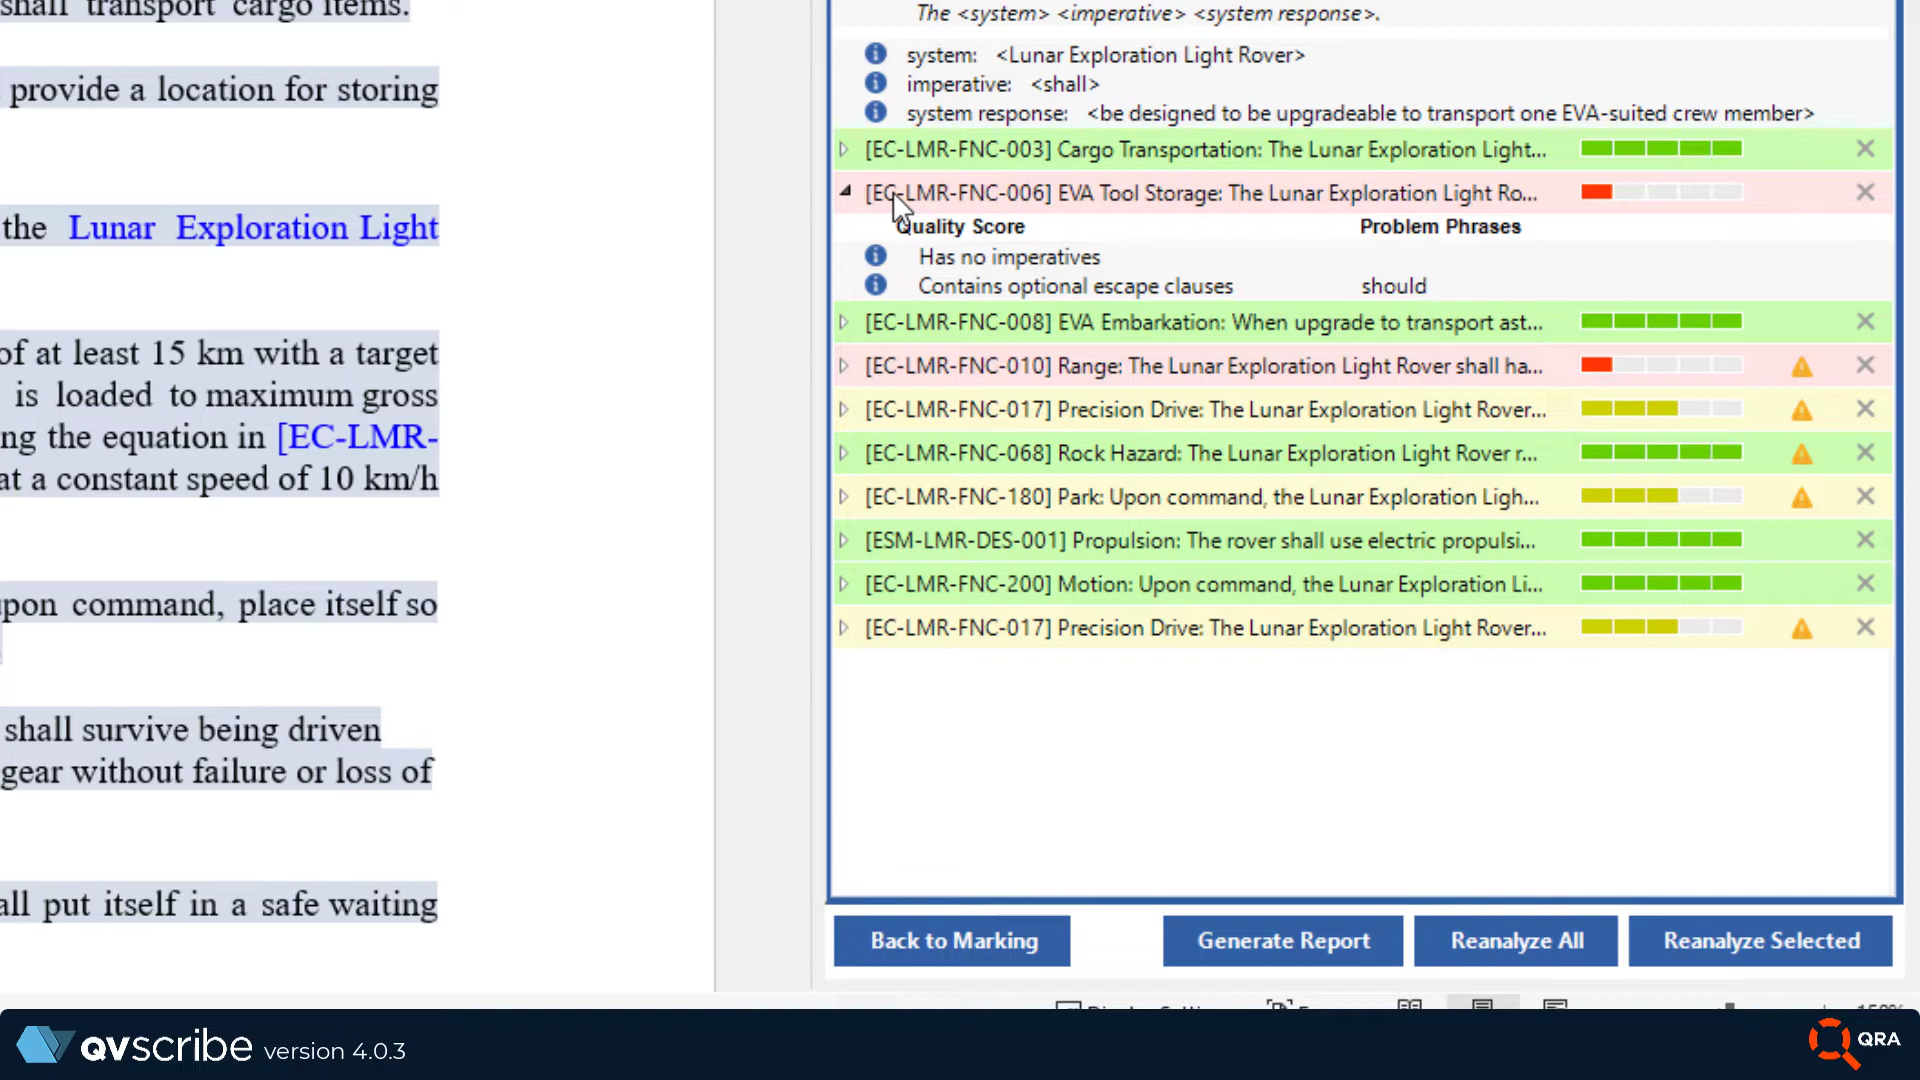 shall transport cargo items.
provide a location for storing
the Lunar Exploration Light
of at least 15 km with a target
is loaded to maximum gross
ng the equation in [EC-LMR-
at a constant speed of 10 km/h
upon command, place itself so
shall survive being driven
gear without failure or loss of
all put itself in a safe waiting
The <system> <imperative> <system response>.
system: <Lunar Exploration Light Rover>
imperative: <shall>
system response: <be designed to be upgradeable to transport one EVA-suited crew member>
[EC-LMR-FNC-003] Cargo Transportation: The Lunar Exploration Light...
[EC-LMR-FNC-006] EVA Tool Storage: The Lunar Exploration Light Ro...
Quality Score Problem Phrases
Has no imperatives
Contains optional escape clauses should
[EC-LMR-FNC-008] EVA Embarkation: When upgrade to transport ast...
[EC-LMR-FNC-010] Range: The Lunar Exploration Light Rover shall ha...
[EC-LMR-FNC-017] Precision Drive: The Lunar Exploration Light Rover...
[EC-LMR-FNC-068] Rock Hazard: The Lunar Exploration Light Rover r...
[EC-LMR-FNC-180] Park: Upon command, the Lunar Exploration Ligh...
[ESM-LMR-DES-001] Propulsion: The rover shall use electric propulsi...
[EC-LMR-FNC-200] Motion: Upon command, the Lunar Exploration Li...
[EC-LMR-FNC-017] Precision Drive: The Lunar Exploration Light Rover...
Back to Marking Generate Report Reanalyze All Reanalyze Selected
qvscribe version 4.0.3
QRA